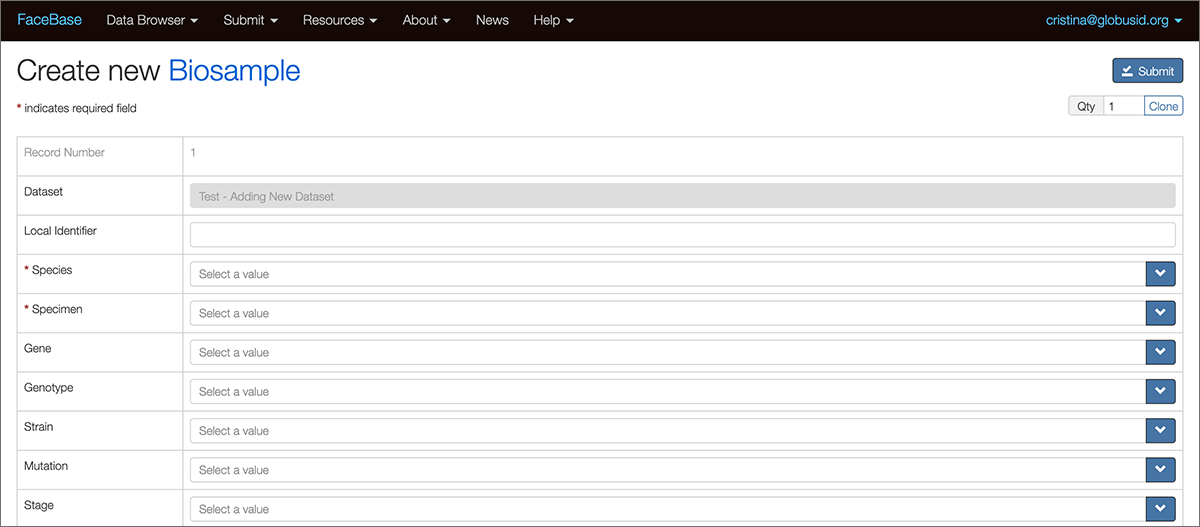 FaceBase Data Browser Submit Resources About News Help cristina@globusid.org
Create new Biosample Submit
* indicates required field Qty 1 Clone
Record Number 1
Dataset Test - Adding New Dataset
Local Identifier
* Species Select a value
* Specimen Select a value
Gene Select a value
Genotype Select a value
Strain Select a value
Mutation Select a value
Stage Select a value